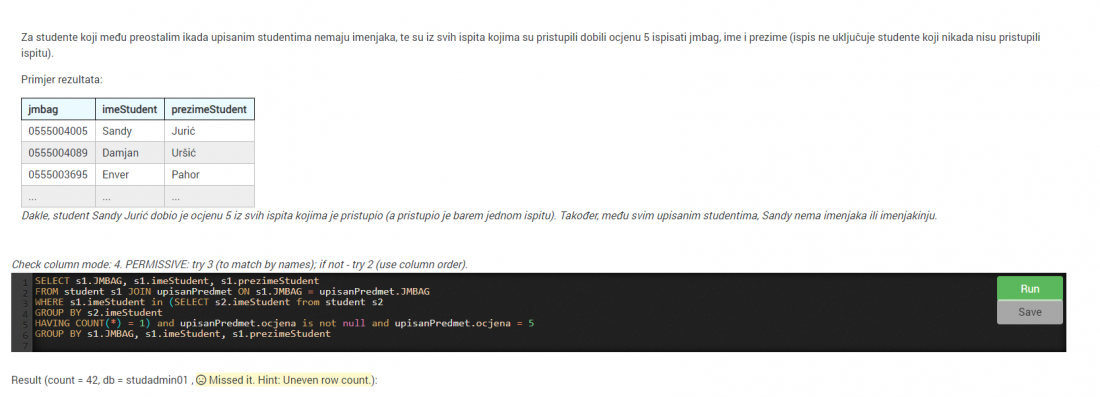 Za studente koji među preostalim ikada upisanim studentima nemaju imenjaka, te su iz svih ispita kojima su pristupili dobili ocjenu 5 ispisati jmbag, ime i prezime (ispis ne uključuje studente koji nikada nisu pristupili
ispitu).
Primjer rezultata:
jmbag imeStudent prezimeStudent
0555004005 Sandy Jurić
0555004089 Damjan Uršić
0555003695 Enver Pahor
... ... ...
Dakle, student Sandy Jurić dobio je ocjenu 5 iz svih ispita kojima je pristupio (a pristupio je barem jednom ispitu). Također, među svim upisanim studentima, Sandy nema imenjaka ili imenjakinju.
Check column mode: 4. PERMISSIVE: try 3 (to match by names); if not - try 2 (use column order).
1 SELECT s1.JMBAG, s1.imeStudent, s1.prezimeStudent
2 FROM student s1 JOIN upisanPredmet ON s1.JMBAG = upisanPredmet.JMBAG
3 WHERE s1.imeStudent in (SELECT s2.imeStudent from student s2
4 GROUP BY s2.imeStudent
5 HAVING COUNT(*) = 1) and upisanPredmet.ocjena is not null and upisanPredmet.ocjena = 5
6 GROUP BY s1.JMBAG, s1.imeStudent, s1.prezimeStudent
7
Run
Save
Result (count = 42, db = studadmin01 , Missed it. Hint: Uneven row count.):